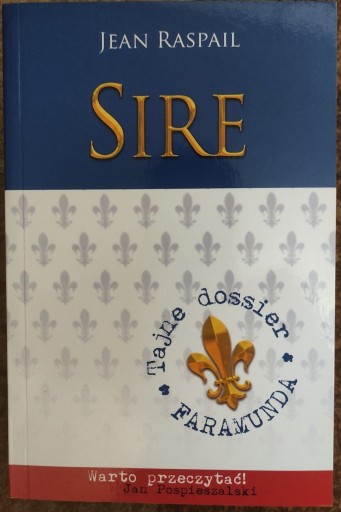 JEAN RASPAIL
SIRE
Tajne dossier
FARAMUNDA
Warto przeczytać!
Jan Pospieszalski